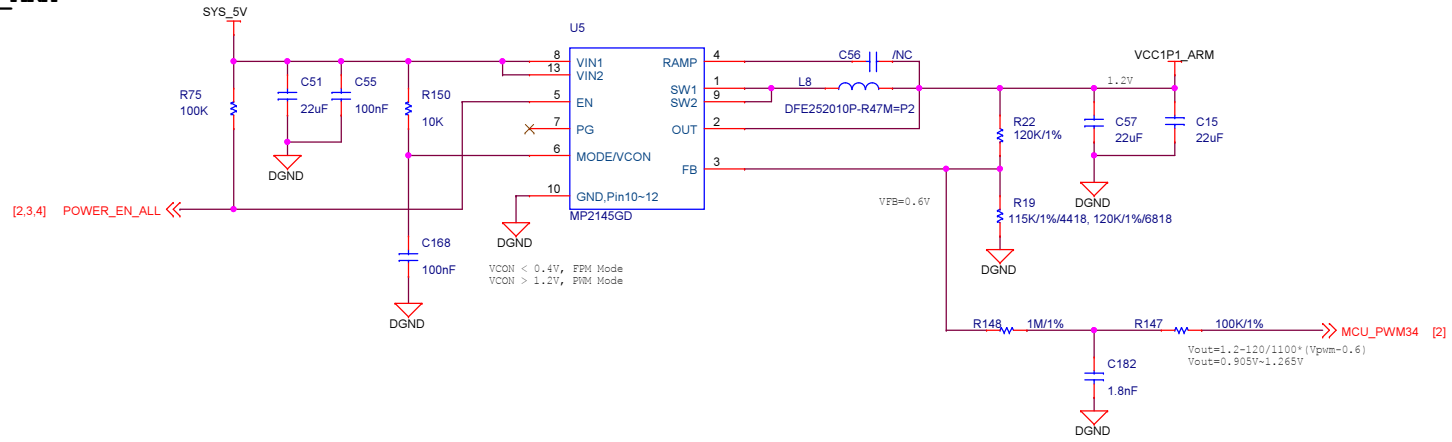 SYS_5V
U5
R75
100K
C51
22uF
C55
100nF
R150
10K
8
13
5
7
6
10
VIN1
VIN2
EN
PG
MODE/VCON
GND,Pin10~12
RAMP
SW1
SW2
OUT
FB
4
1
9
2
3
MP2145GD
C56
/NC
L8
DFE252010P-R47M=P2
VCC1P1_ARM
1.2V
R22
120K/1%
C57
22uF
C15
22uF
DGND
DGND
VFB=0.6V
R19
115K/1%/4418, 120K/1%/6818
DGND
[2,3,4] POWER_EN_ALL
DGND
C168
100nF
DGND
VCON < 0.4V, FPM Mode
VCON > 1.2V, PWM Mode
R148
1M/1%
R147
100K/1%
MCU_PWM34 [2]
Vout=1.2-120/1100*(Vpwm-0.6)
Vout=0.905V~1.265V
C182
1.8nF
DGND